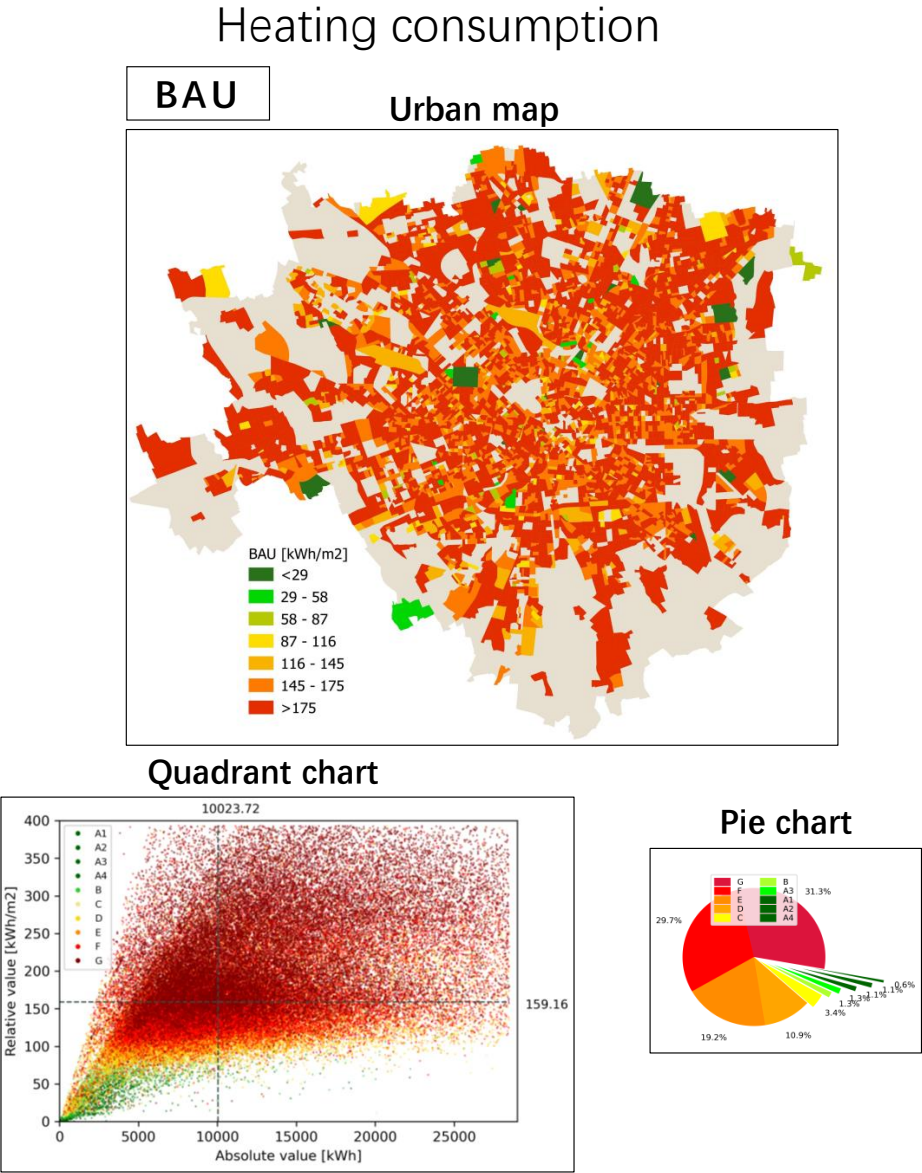 Heating consumption
BAU
Urban map
BAU [kWh/m2]
<29
29 - 58
58 - 87
87 - 116
116 - 145
145 - 175
>175
Quadrant chart
10023.72
400
350
300
250
200
150
100
50
0
Relative value [kWh/m2]
A1
A2
A3
A4
B
C
D
E
F
G
159.16
0
5000
10000
15000
20000
25000
Absolute value [kWh]
Pie chart
G
F
E
D
C
B
A3
A1
A2
A4
31.3%
29.7%
19.2%
10.9%
3.4%
1.3%
1.3%
1.1%
1.1%
0.6%